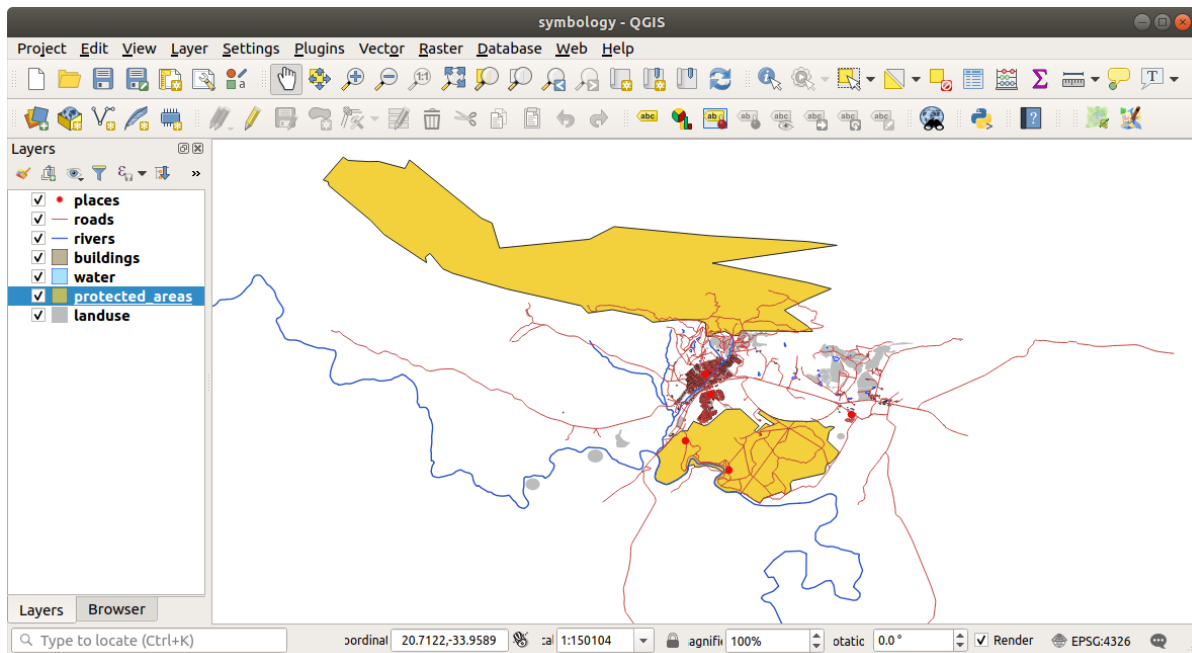 symbology - QGIS
Project Edit View Layer Settings Plugins Vector Raster Database Web Help
Layers
places
roads
rivers
buildings
water
protected_areas
landuse
Layers Browser
Type to locate (Ctrl+K) oordinat 20.7122,-33.9589 cal 1:150104 agnifi 100% otatic 0.0 ° Render EPSG:4326